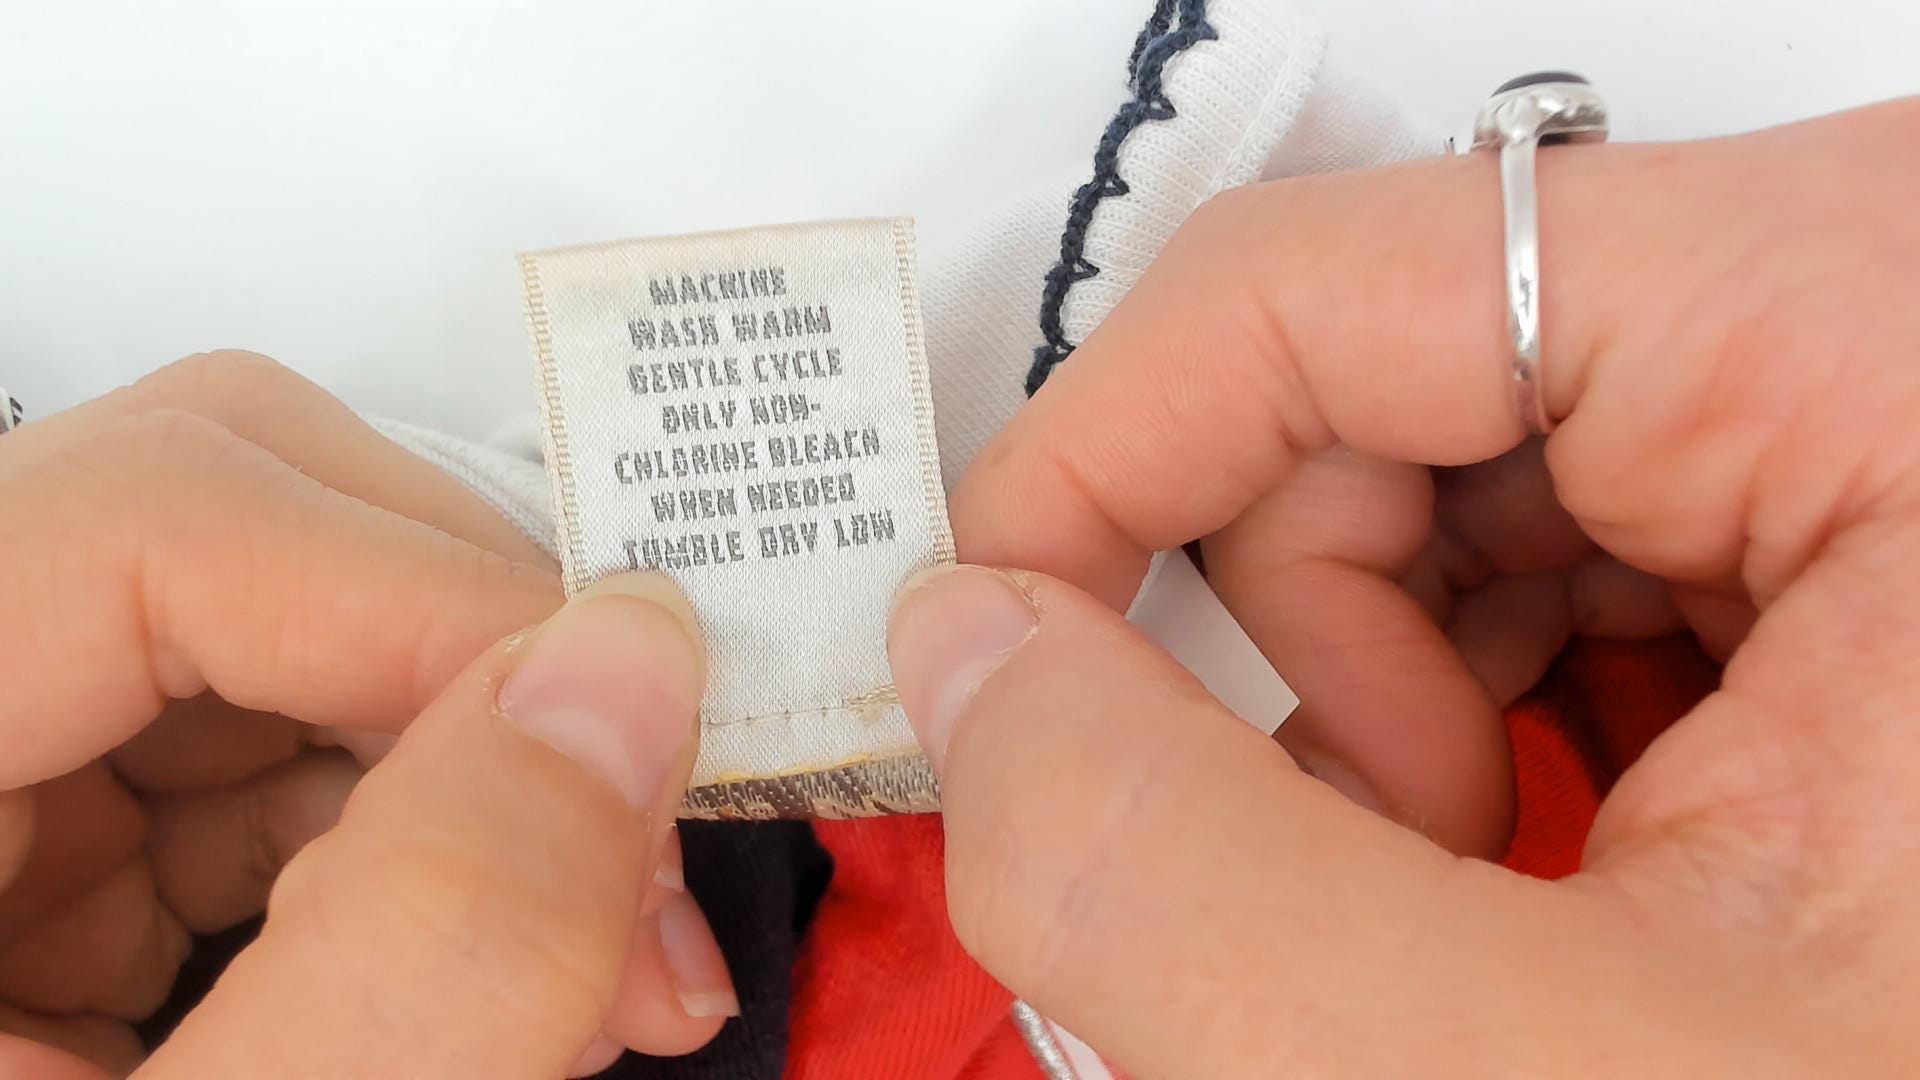 MACHINE
WASH WARM
GENTLE CYCLE
ONLY NON-
CHLORINE BLEACH
WHEN NEEDED
TUMBLE DRY LOW